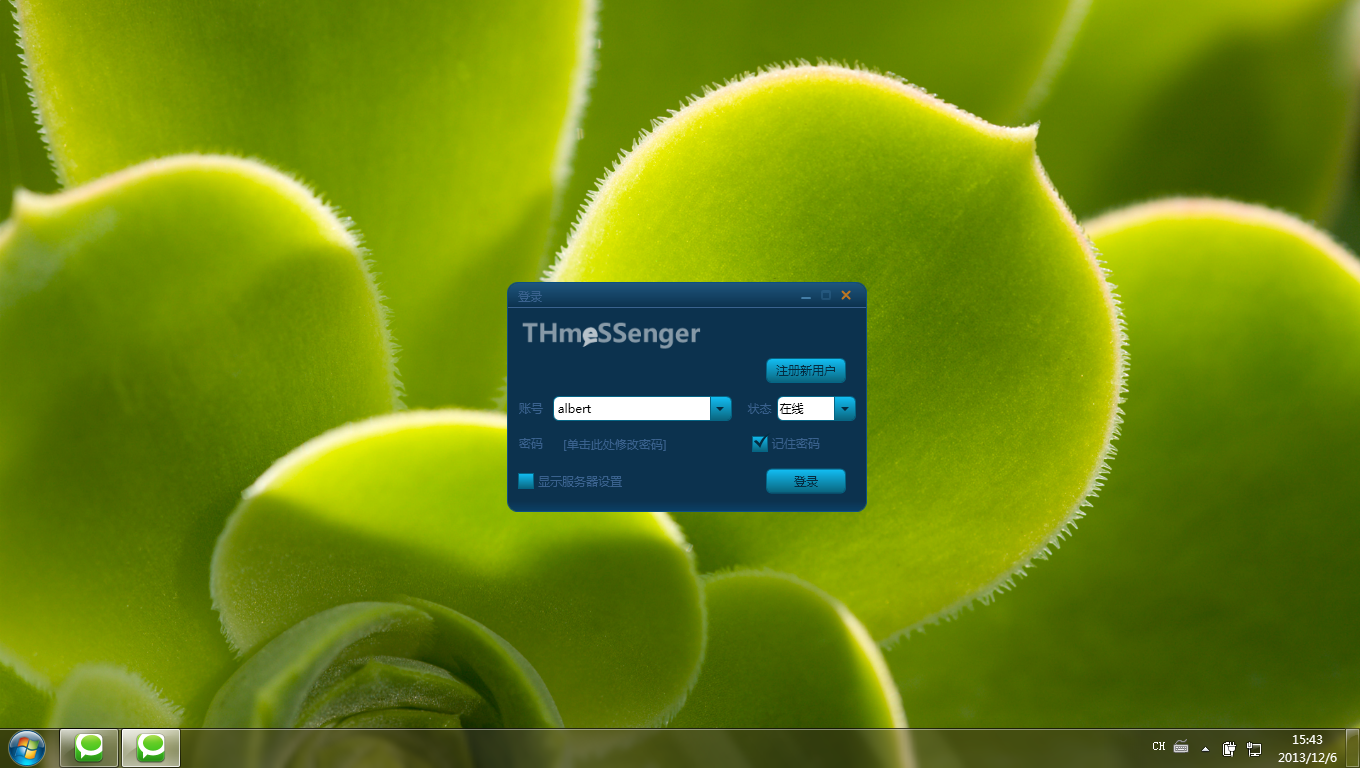 登录
THmeSSenger
注册新用户
账号 albert 状态 在线
密码 [单击此处修改密码] 记住密码
显示服务器设置 登录
CH 15:43
2013/12/6